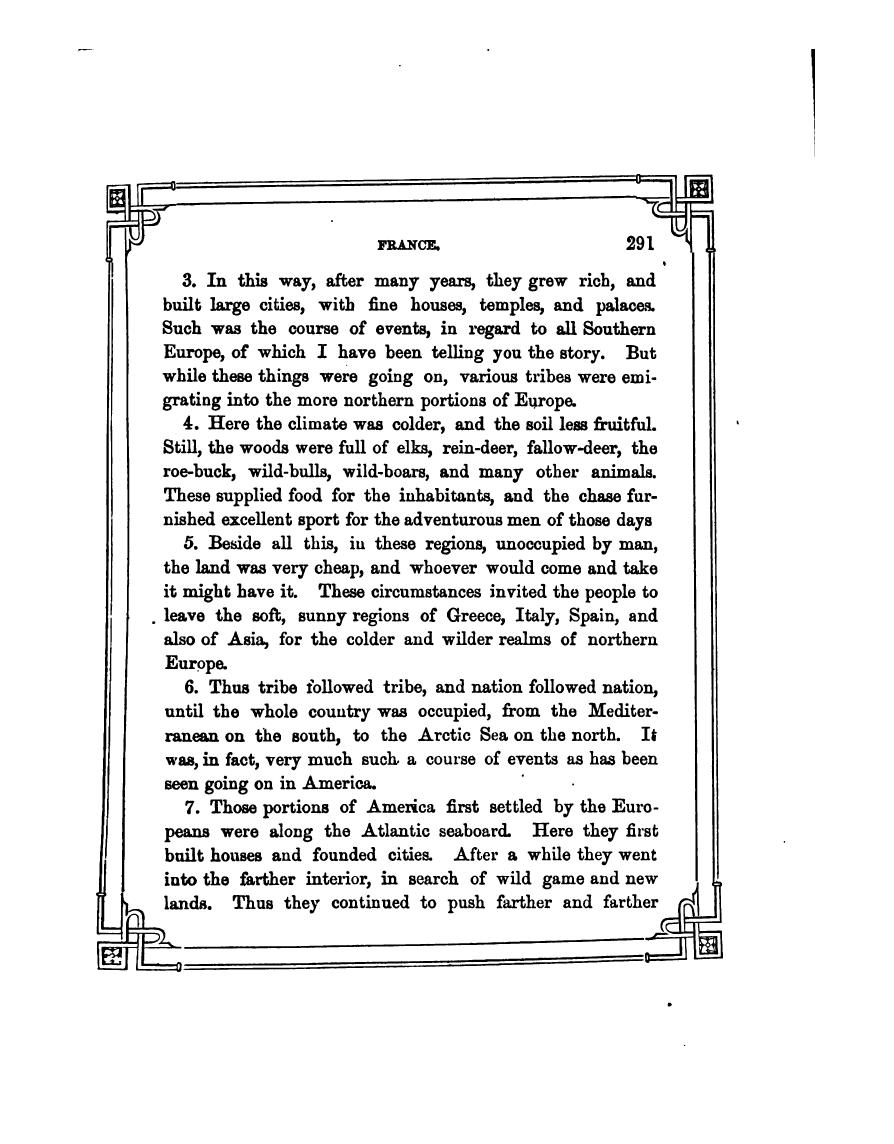 FRANCE. 291
3. In this way, after many years, they grew rich, and
built large cities, with fine houses, temples, and palaces.
Such was the course of events, in regard to all Southern
Europe, of which I have been telling you the story. But
while these things were going on, various tribes were emi-
grating into the more northern portions of Europe.
4. Here the climate was colder, and the soil less fruitful.
Still, the woods were full of elks, rein-deer, fallow-deer, the
roe-buck, wild-bulls, wild-boars, and many other animals.
These supplied food for the inhabitants, and the chase fur-
nished excellent sport for the adventurous men of those days
5. Beside all this, in these regions, unoccupied by man,
the land was very cheap, and whoever would come and take
it might have it. These circumstances invited the people to
leave the soft, sunny regions of Greece, Italy, Spain, and
also of Asia, for the colder and wilder realms of northern
Europe.
6. Thus tribe followed tribe, and nation followed nation,
until the whole country was occupied, from the Mediter-
ranean on the south, to the Arctic Sea on the north. It
was, in fact, very much such a course of events as has been
seen going on in America.
7. Those portions of America first settled by the Euro-
peans were along the Atlantic seaboard. Here they first
built houses and founded cities. After a while they went
into the farther interior, in search of wild game and new
lands. Thus they continued to push farther and farther